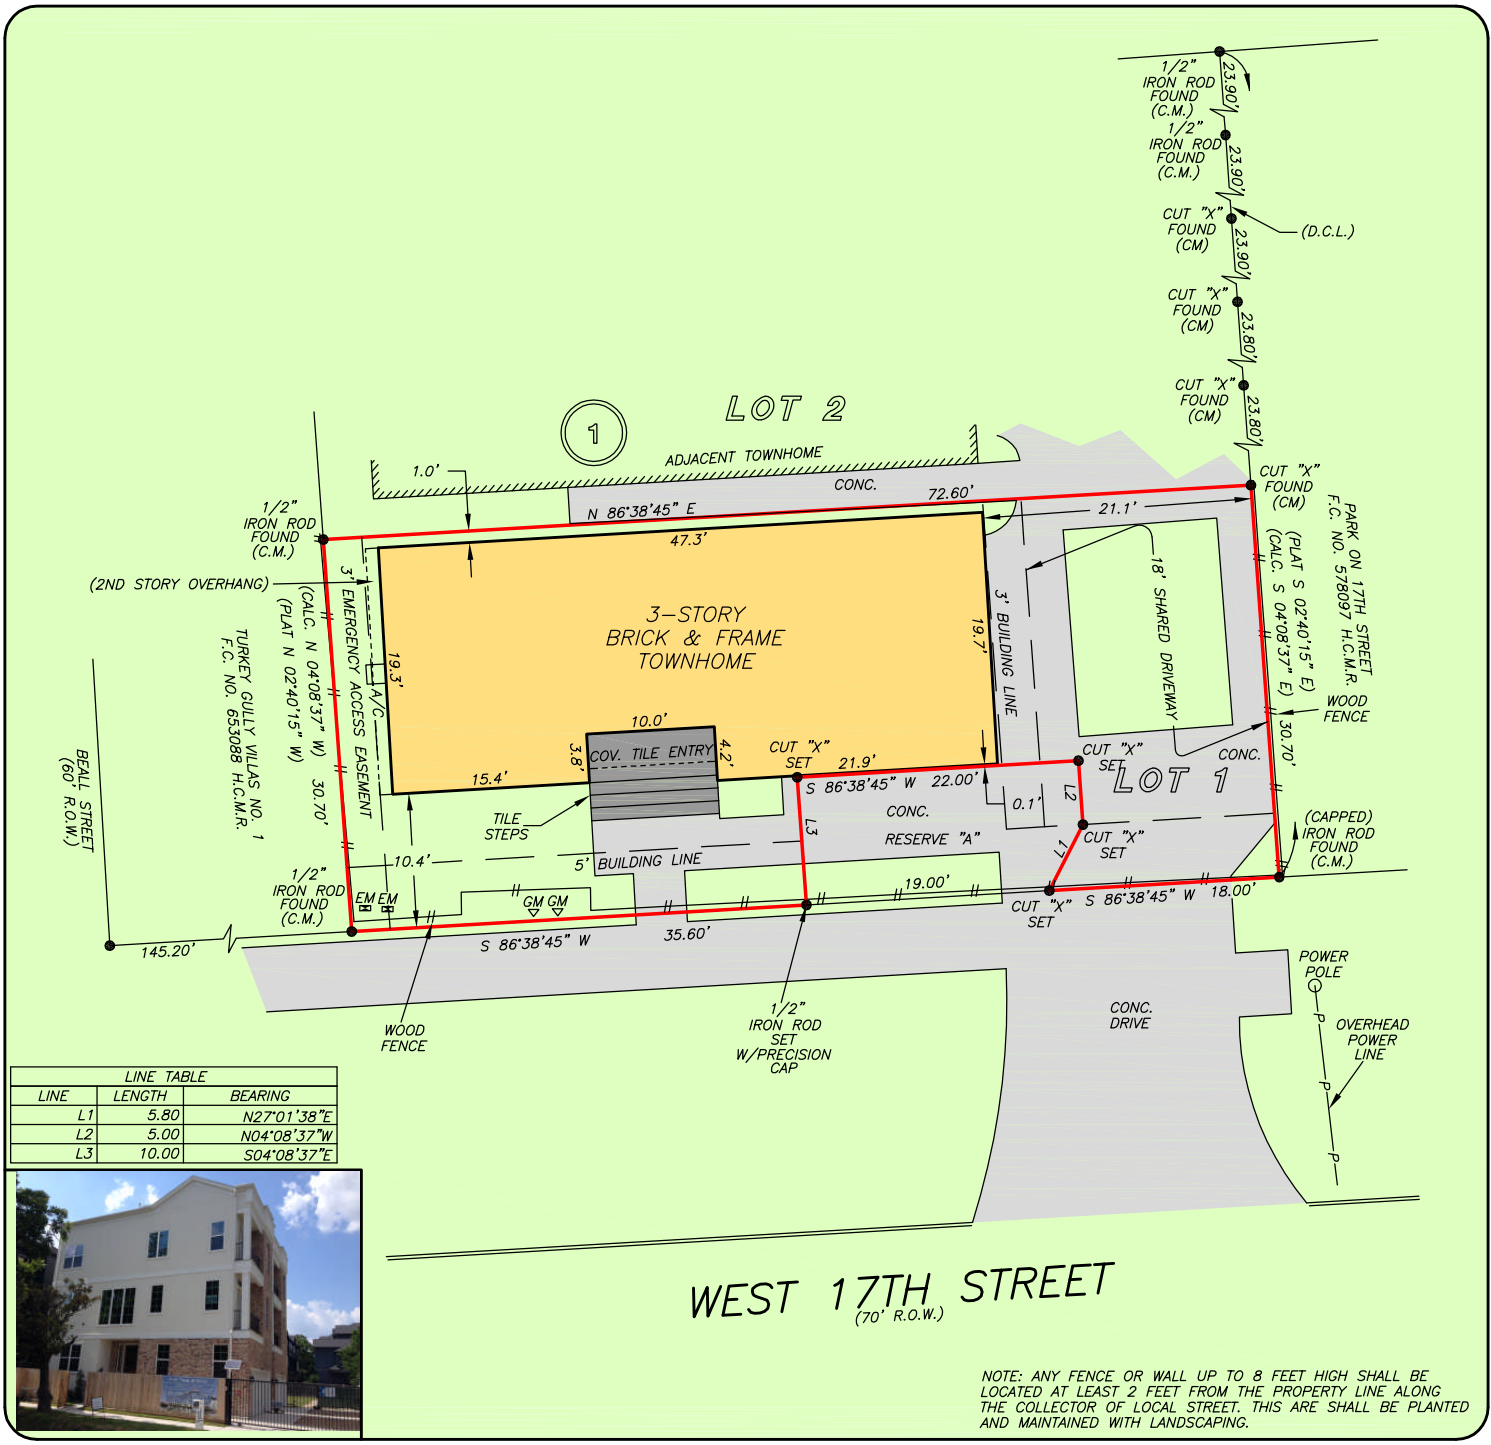 1/2"
IRON ROD
FOUND
(C.M.)
23.90'
1/2"
IRON ROD
FOUND
(C.M.)
23.90'
CUT "X"
FOUND
(CM)
(D.C.L.)
23.90'
CUT "X"
FOUND
(CM)
23.80'
CUT "X"
FOUND
(CM)
23.80'
LOT 2
1
ADJACENT TOWNHOME
1.0'
CONC.
72.60'
N 86°38'45" E
CUT "X"
FOUND
(CM)
21.1'
47.3'
1/2"
IRON ROD
FOUND
(C.M.)
(2ND STORY OVERHANG)
3' EMERGENCY ACCESS EASEMENT
(CALC. N 04°08'37" W) 30.70'
(PLAT N 02°40'15" W)
TURKEY GULLY VILLAS NO. 1
F.C. NO. 653088 H.C.M.R.
BEALL STREET
(60' R.O.W.)
19.3'
A/C
3-STORY
BRICK & FRAME
TOWNHOME
19.7'
3' BUILDING LINE
18' SHARED DRIVEWAY
PARK ON 17TH STREET
F.C. NO. 578097 H.C.M.R.
(PLAT S 02°40'15" E)
(CALC. S 04°08'37" E) 30.70'
WOOD
FENCE
CONC.
10.0'
3.8'
COV. TILE ENTRY
4.2'
15.4'
TILE
STEPS
CUT "X"
21.9'
S 86°38'45" W 22.00'
CUT "X"
SET
LOT 1
L2
0.1'
CONC.
RESERVE "A"
L3
L1
CUT "X"
SET
(CAPPED)
IRON ROD
FOUND
(C.M.)
10.4'
5' BUILDING LINE
1/2"
IRON ROD
FOUND
(C.M.)
EM EM
GM GM
19.00'
CUT "X"
SET
S 86°38'45" W 18.00'
145.20'
S 86°38'45" W
35.60'
WOOD
FENCE
1/2"
IRON ROD
SET
W/PRECISION
CAP
CONC.
DRIVE
POWER
POLE
P
P
P
OVERHEAD
POWER
LINE
LINE TABLE
LINE LENGTH BEARING
L1 5.80 N27°01'38"E
L2 5.00 N04°08'37"W
L3 10.00 S04°08'37"E
WEST 17TH STREET
(70' R.O.W.)
NOTE: ANY FENCE OR WALL UP TO 8 FEET HIGH SHALL BE
LOCATED AT LEAST 2 FEET FROM THE PROPERTY LINE ALONG
THE COLLECTOR OF LOCAL STREET. THIS ARE SHALL BE PLANTED
AND MAINTAINED WITH LANDSCAPING.